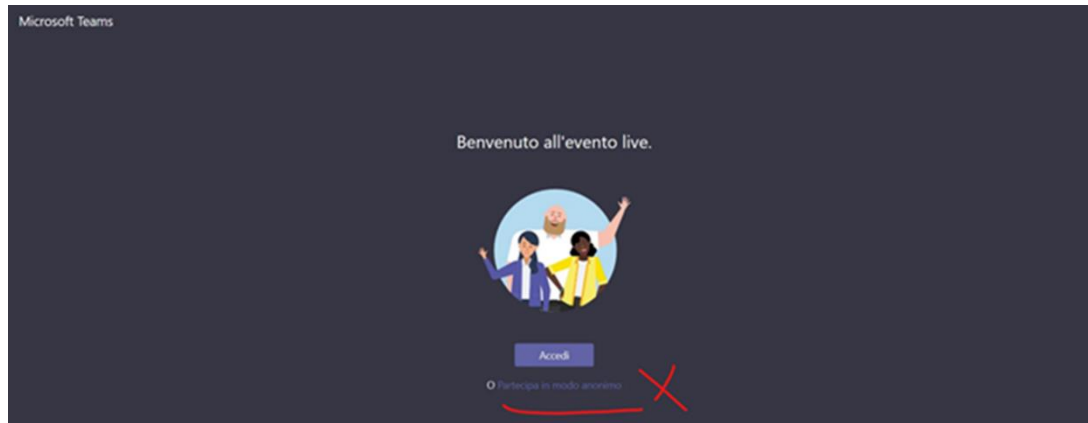 Microsoft Teams
Benvenuto all'evento live.
Accedi
O Partecipa in modo anonimo